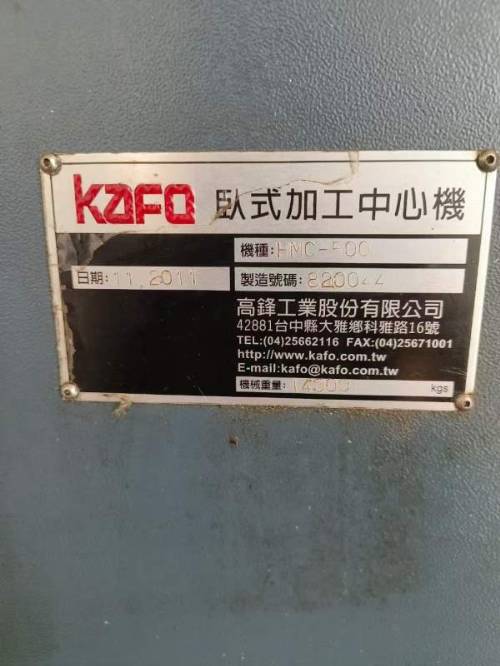 KAFO 臥式加工中心機
機種:HMC-500
日期:11,2011 製造號碼:820044
高鋒工業股份有限公司
42881台中縣大雅鄉科雅路16號
TEL:(04)25662116 FAX:(04)25671001
http://www.kafo.com.tw
E-mail:kafo@kafo.com.tw
機械重量: kgs